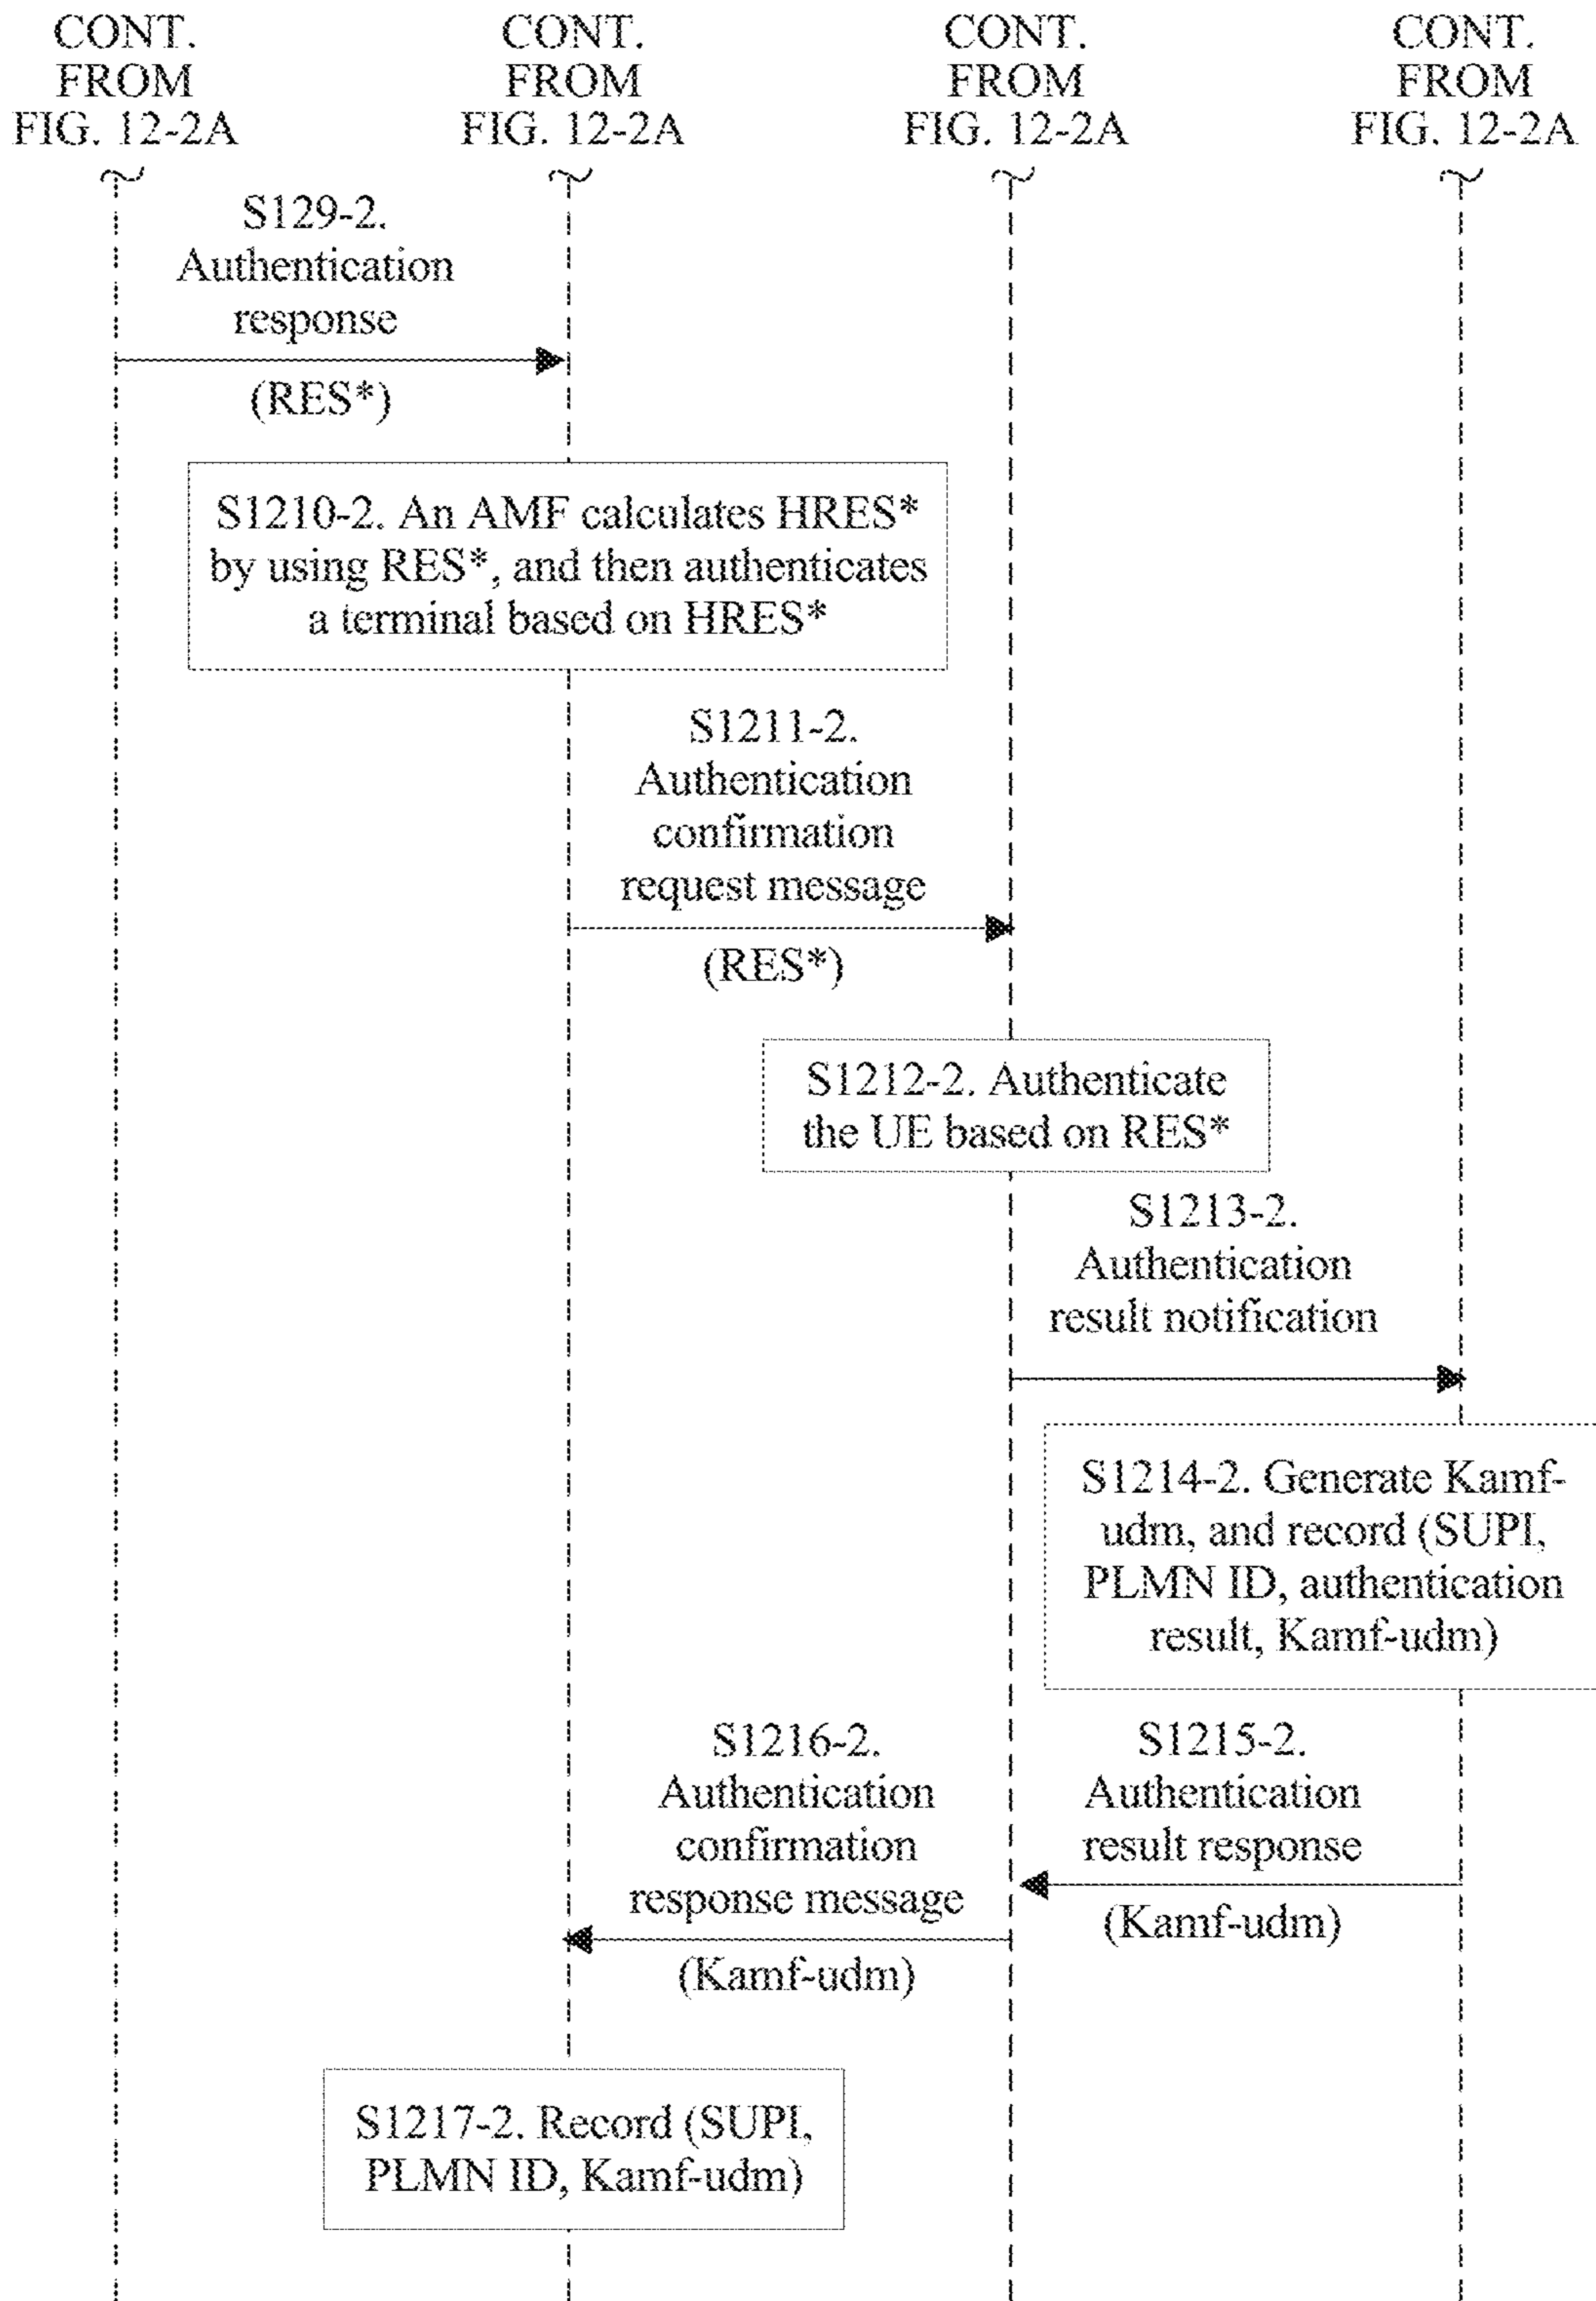 CONT.
FROM
FIG. 12-2A
CONT.
FROM
FIG. 12-2A
CONT.
FROM
FIG. 12-2A
CONT.
FROM
FIG. 12-2A
S129-2.
Authentication
response
(RES*)
S1210-2. An AMF calculates HRES*
by using RES*, and then authenticates
a terminal based on HRES*
S1211-2.
Authentication
confirmation
request message
(RES*)
S1212-2. Authenticate
the UE based on RES*
S1213-2.
Authentication
result notification
S1214-2. Generate Kamf-
udm, and record (SUPI,
PLMN ID, authentication
result, Kamf-udm)
S1215-2.
Authentication
result response
(Kamf-udm)
S1216-2.
Authentication
confirmation
response message
(Kamf-udm)
S1217-2. Record (SUPI,
PLMN ID, Kamf-udm)